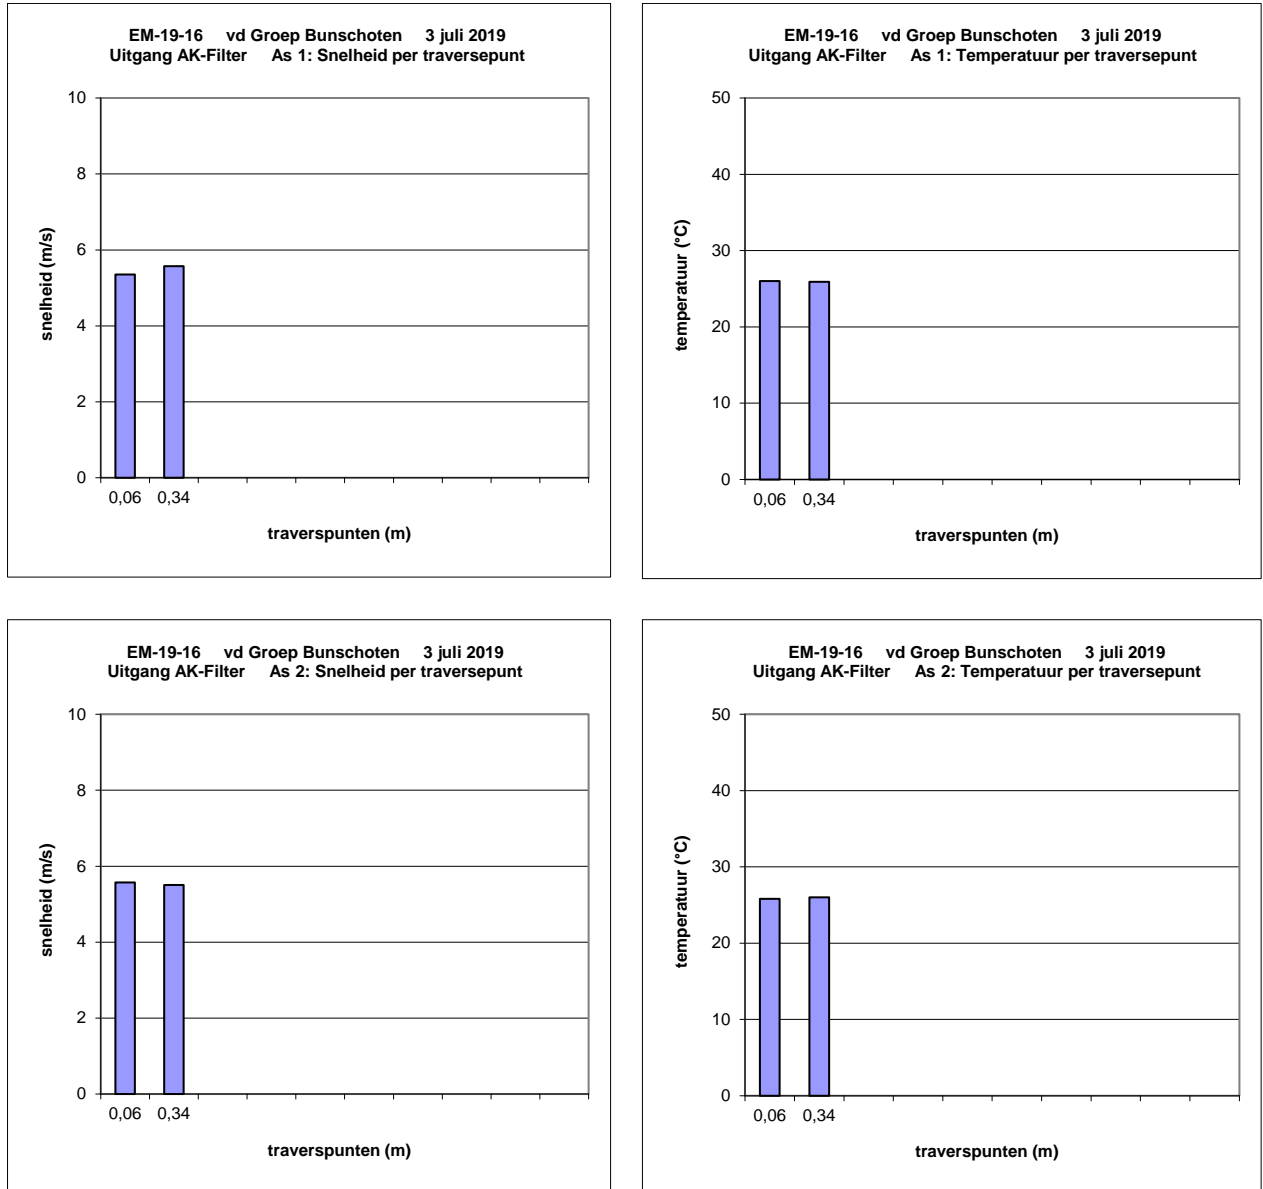 EM-19-16 vd Groep Bunschoten 3 juli 2019
Uitgang AK-Filter As 1: Snelheid per traversepunt
10
8
6
4
2
0
snelheid (m/s)
0,06 0,34
traverspunten (m)
EM-19-16 vd Groep Bunschoten 3 juli 2019
Uitgang AK-Filter As 1: Temperatuur per traversepunt
50
40
30
20
10
0
temperatuur (°C)
0,06 0,34
traverspunten (m)
EM-19-16 vd Groep Bunschoten 3 juli 2019
Uitgang AK-Filter As 2: Snelheid per traversepunt
10
8
6
4
2
0
snelheid (m/s)
0,06 0,34
traverspunten (m)
EM-19-16 vd Groep Bunschoten 3 juli 2019
Uitgang AK-Filter As 2: Temperatuur per traversepunt
50
40
30
20
10
0
temperatuur (°C)
0,06 0,34
traverspunten (m)